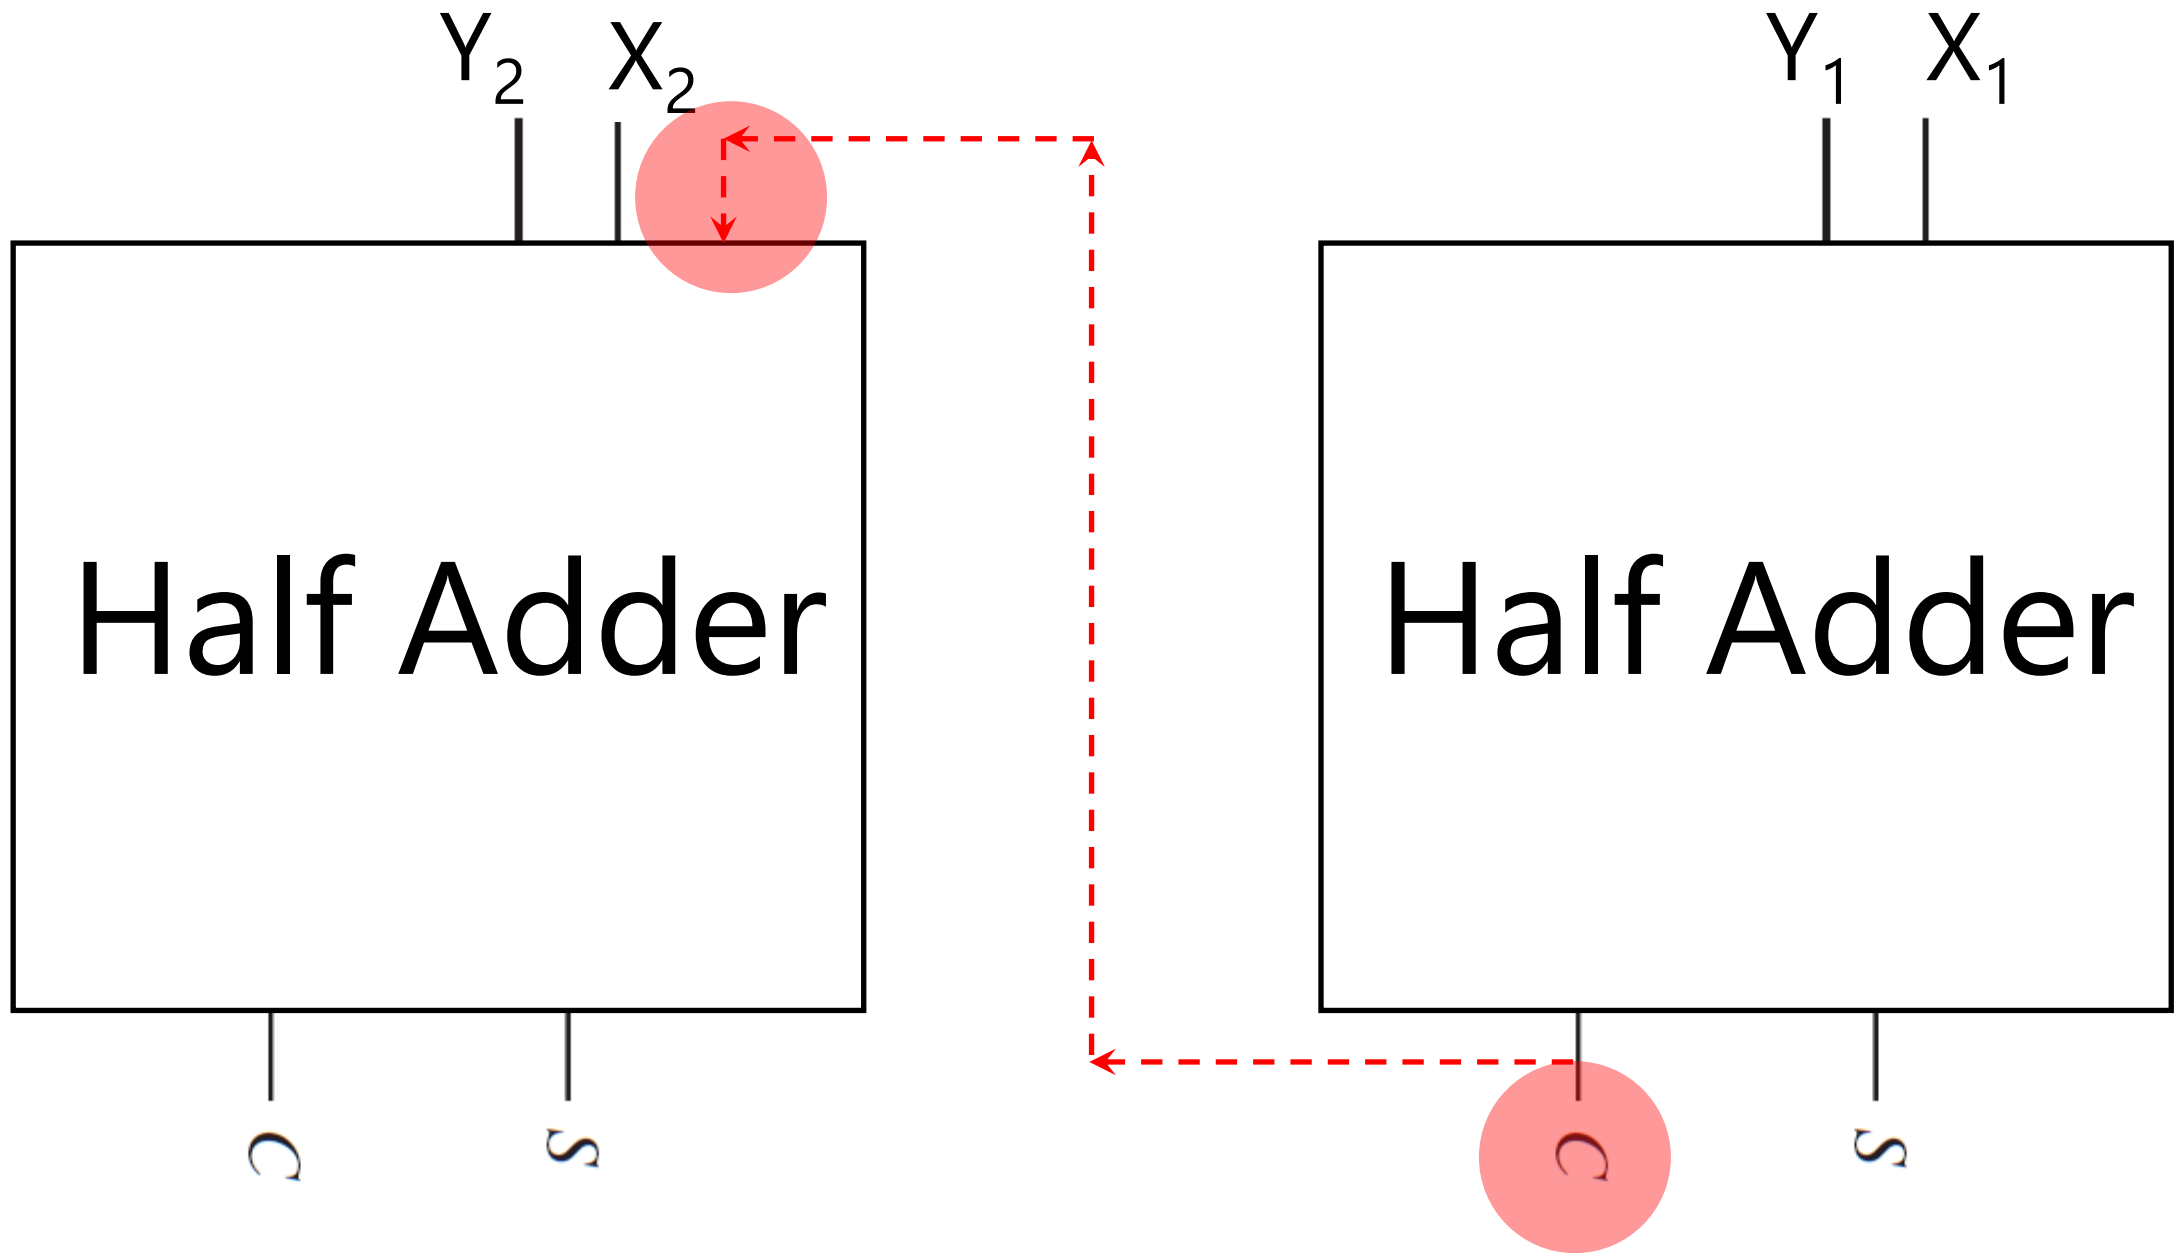 Y₂ X₂ Y₁ X₁
Half Adder Half Adder
C S C S